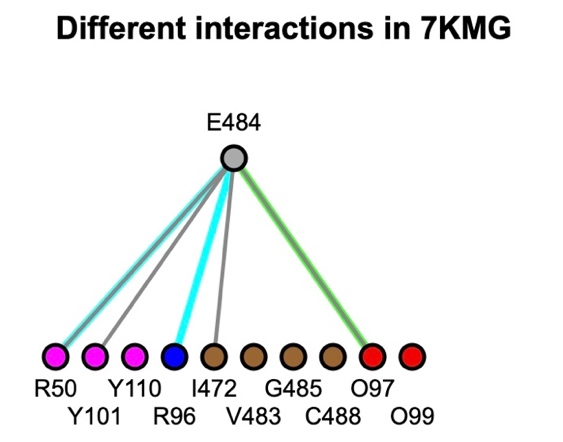 Different interactions in 7KMG
E484
R50 Y110 I472 G485 O97
Y101 R96 V483 C488 O99